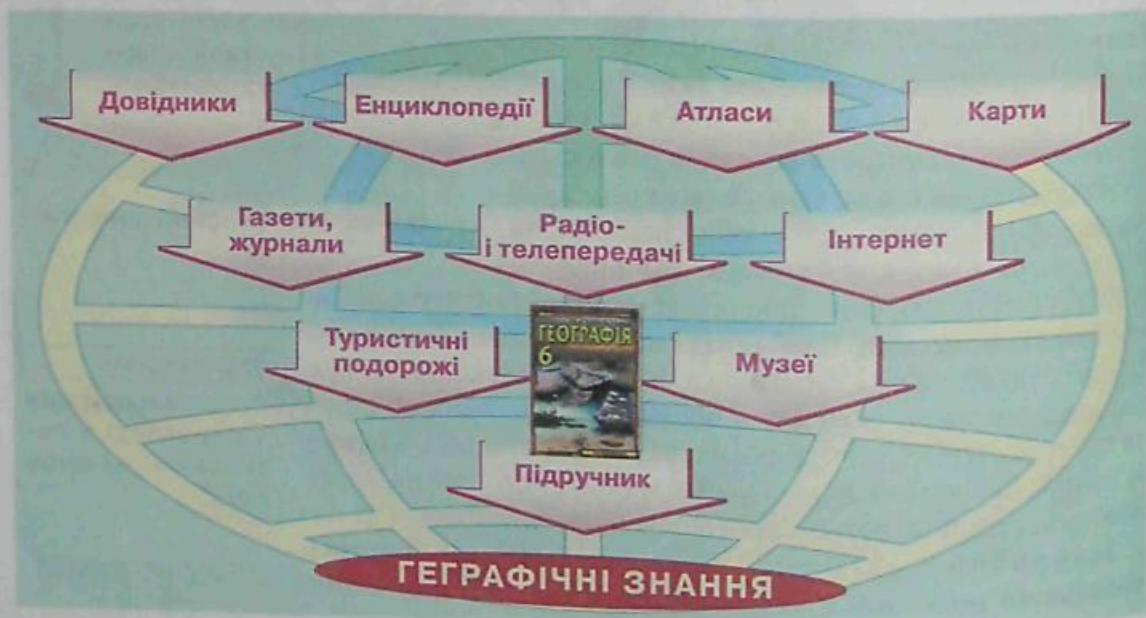 Довідники
Енциклопедії
Атласи
Карти
Газети,
журнали
Радіо-
і телепередачі
Інтернет
Туристичні
подорожі
ГЕОГРАФІЯ
6
Музеї
Підручник
ГЕГРАФІЧНІ ЗНАННЯ